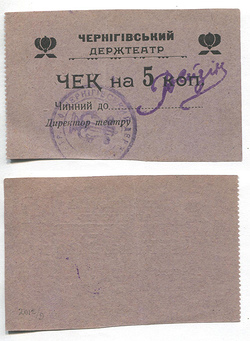 ЧЕРНІГІВСЬКИЙ
ДЕРЖТЕАТР
ЧЕК на 5 коп.
Чинний до
Директор театру